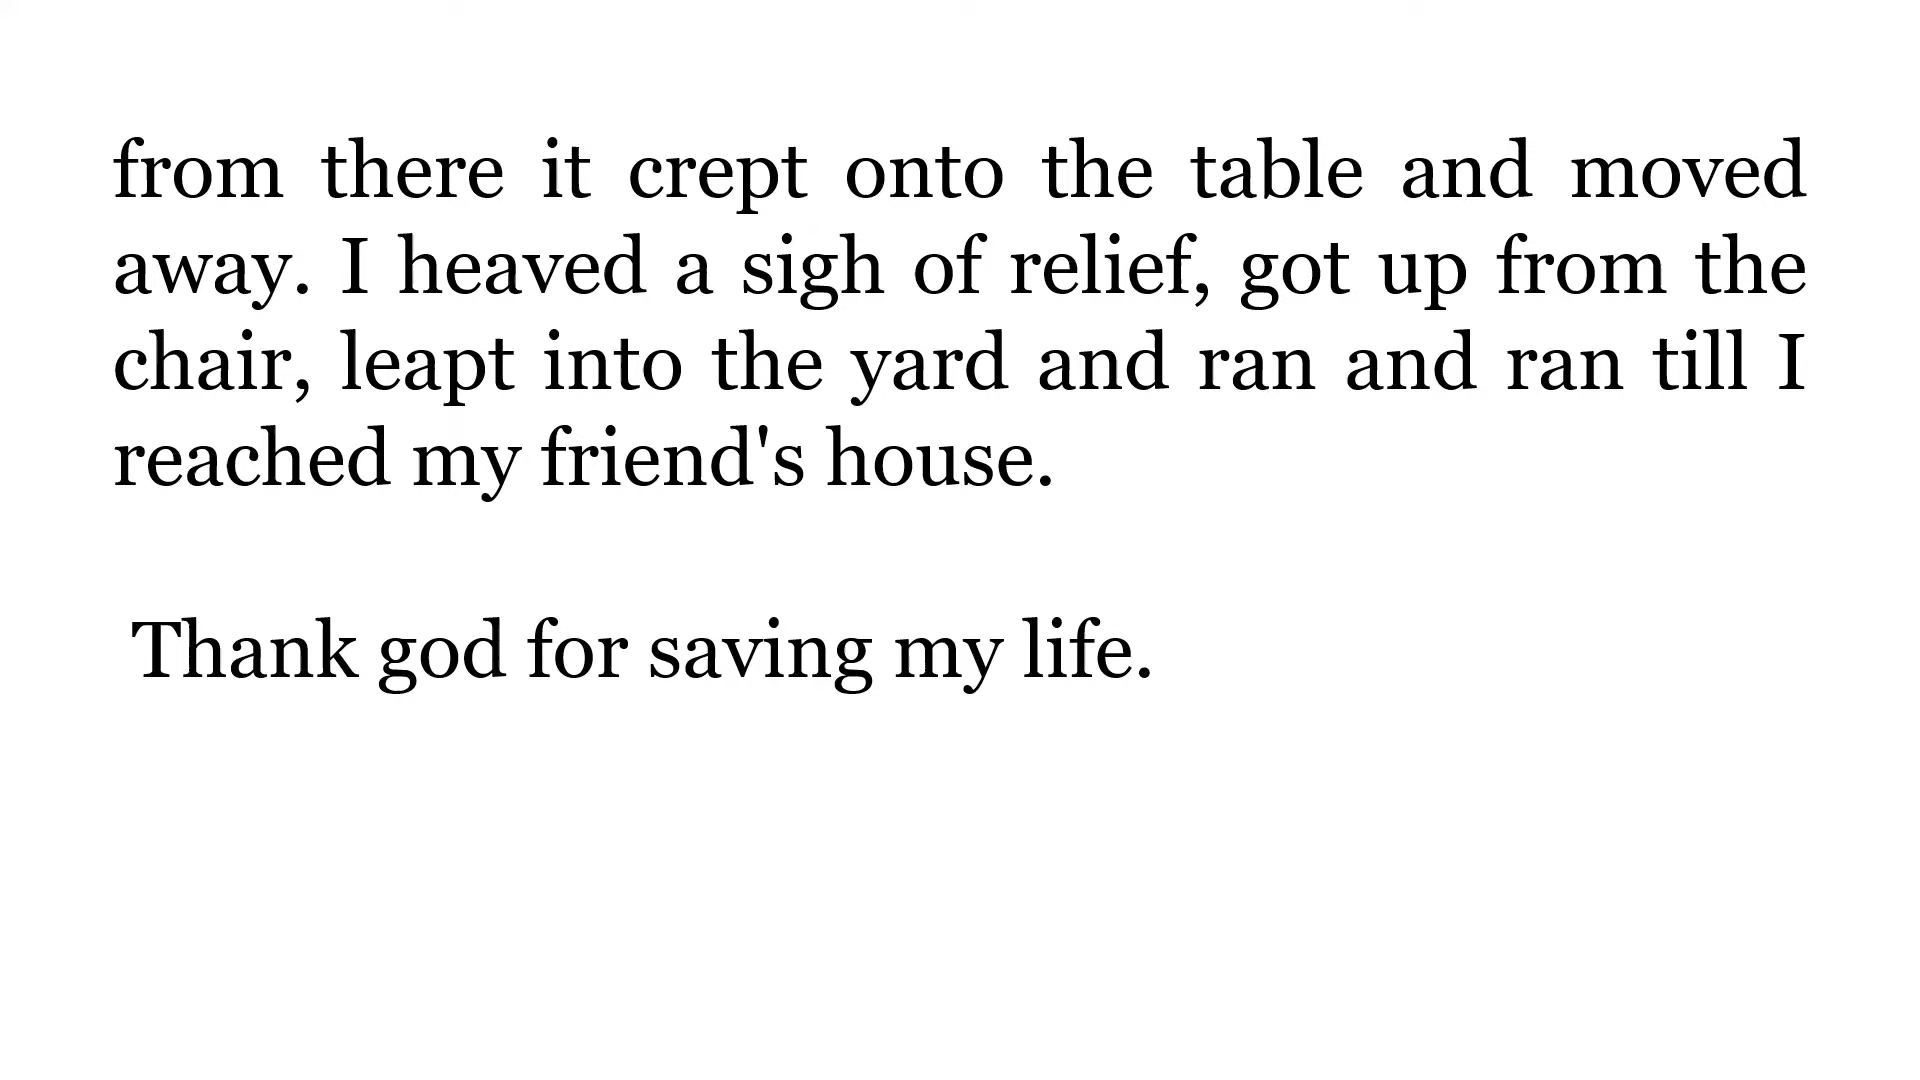 from there it crept onto the table and moved
away. I heaved a sigh of relief, got up from the
chair, leapt into the yard and ran and ran till I
reached my friend's house.
Thank god for saving my life.